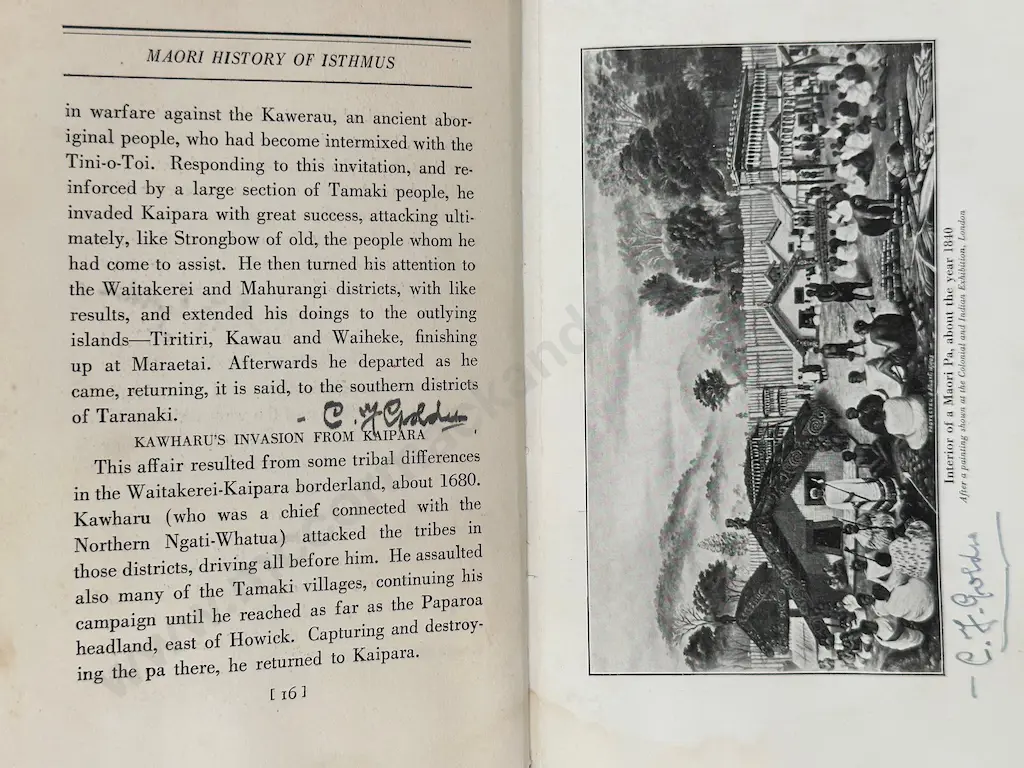 MAORI HISTORY OF ISTHMUS
in warfare against the Kawerau, an ancient abor-
iginal people, who had become intermixed with the
Tini-o-Toi. Responding to this invitation, and re-
inforced by a large section of Tamaki people, he
invaded Kaipara with great success, attacking ulti-
mately, like Strongbow of old, the people whom he
had come to assist. He then turned his attention to
the Waitakerei and Mahurangi districts, with like
results, and extended his doings to the outlying
islands—Tiritiri, Kawau and Waiheke, finishing
up at Maraetai. Afterwards he departed as he
came, returning, it is said, to the southern districts
of Taranaki. - C. F Goldie
KAWHARU'S INVASION FROM KAIPARA
This affair resulted from some tribal differences
in the Waitakerei-Kaipara borderland, about 1680.
Kawharu (who was a chief connected with the
Northern Ngati-Whatua) attacked the tribes in
those districts, driving all before him. He assaulted
also many of the Tamaki villages, continuing his
campaign until he reached as far as the Paparoa
headland, east of Howick. Capturing and destroy-
ing the pa there, he returned to Kaipara.
[ 16 ]
Interior of a Maori Pa, about the year 1840
After a painting shown at the Colonial and Indian Exhibition, London
- C. F. Goldie